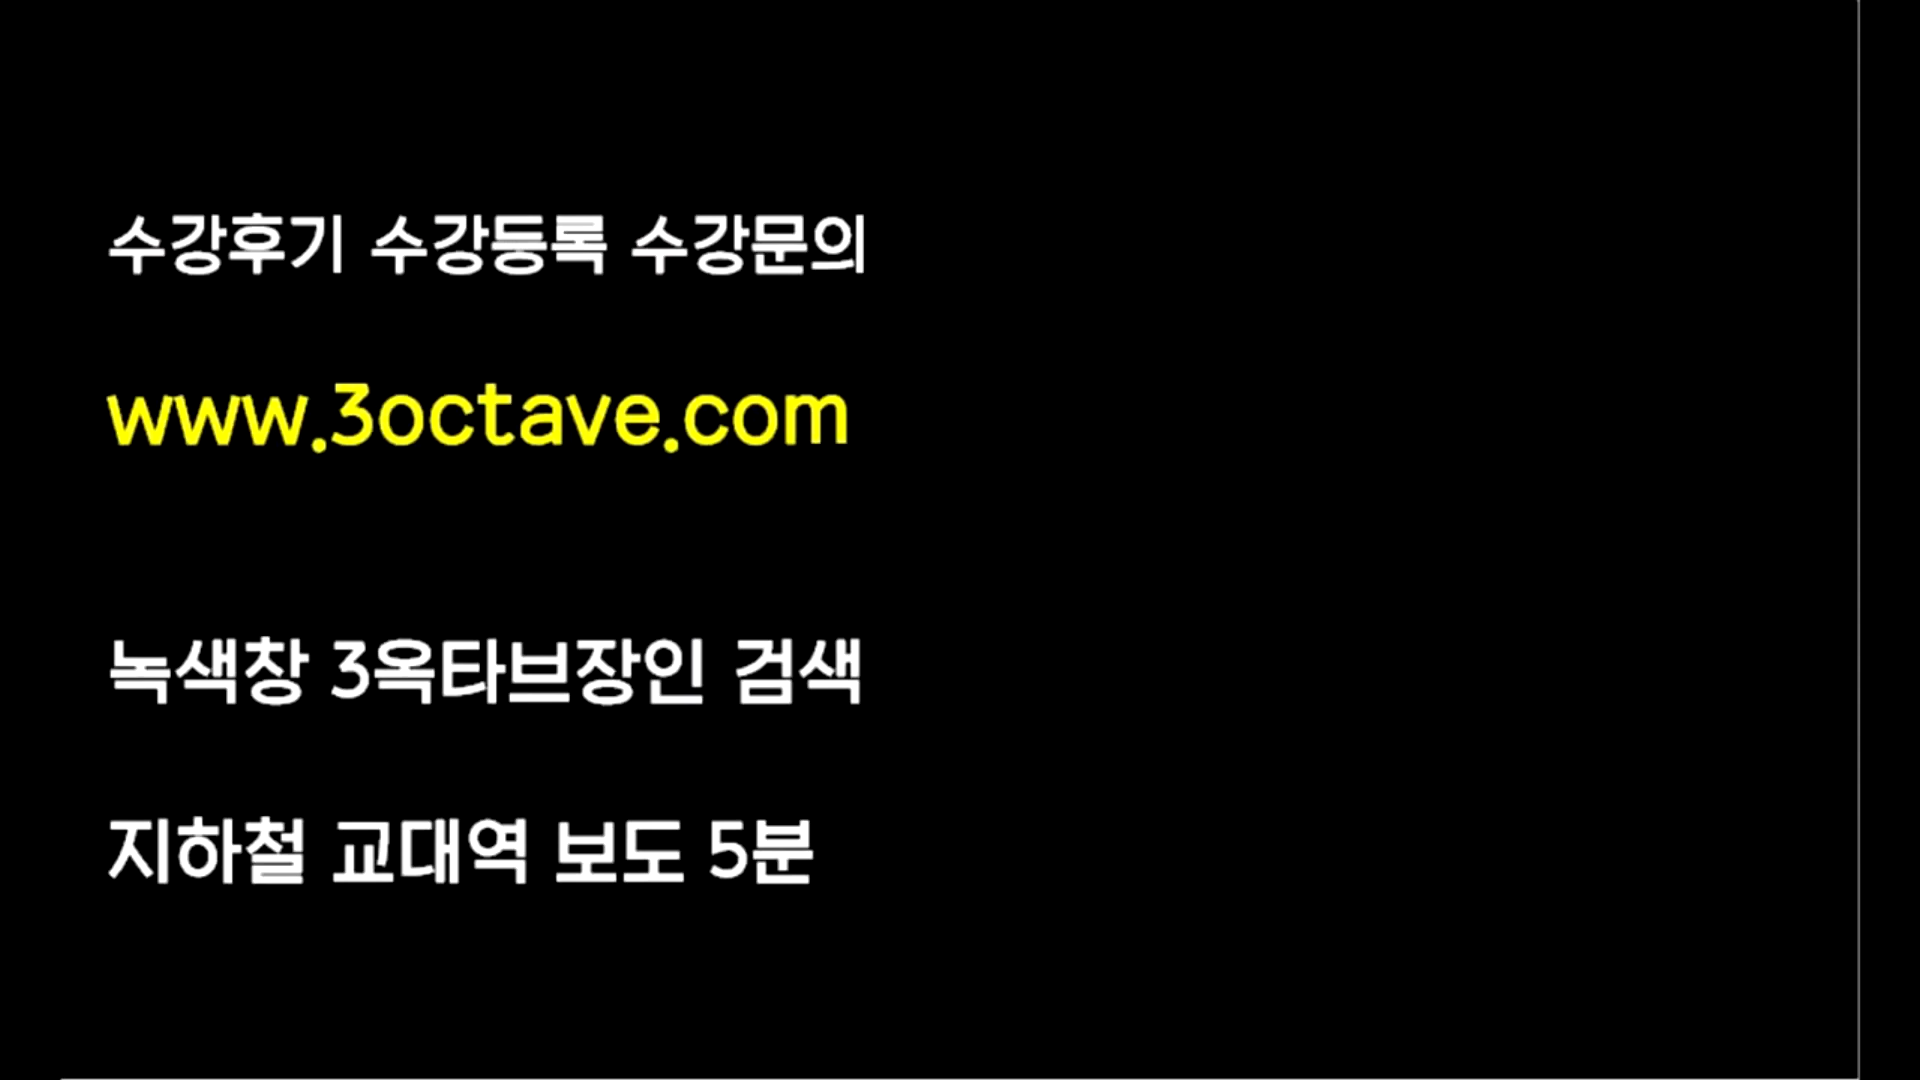 수강후기 수강등록 수강문의
www.3octave.com
녹색창 3옥타브장인 검색
지하철 교대역 보도 5분